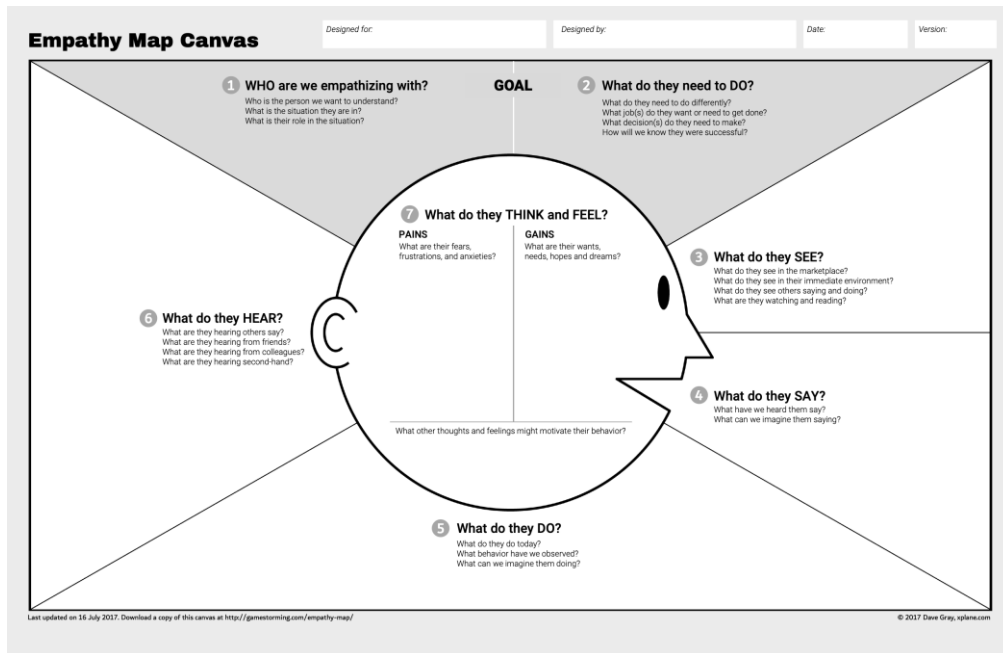 Empathy Map Canvas
Designed for:
Designed by:
Date:
Version:
1 WHO are we empathizing with?
Who is the person we want to understand?
What is the situation they are in?
What is their role in the situation?
GOAL
2 What do they need to DO?
What do they need to do differently?
What job(s) do they want or need to get done?
What decision(s) do they need to make?
How will we know they were successful?
3 What do they SEE?
What do they see in the marketplace?
What do they see in their immediate environment?
What do they see others saying and doing?
What are they watching and reading?
4 What do they SAY?
What have we heard them say?
What can we imagine them saying?
5 What do they DO?
What do they do today?
What behavior have we observed?
What can we imagine them doing?
6 What do they HEAR?
What are they hearing others say?
What are they hearing from friends?
What are they hearing from colleagues?
What are they hearing second-hand?
7 What do they THINK and FEEL?
PAINS
What are their fears,
frustrations, and anxieties?
GAINS
What are their wants,
needs, hopes and dreams?
What other thoughts and feelings might motivate their behavior?
Last updated on 16 July 2017. Download a copy of this canvas at http://gamestorming.com/empathy-map/
© 2017 Dave Gray, xplane.com